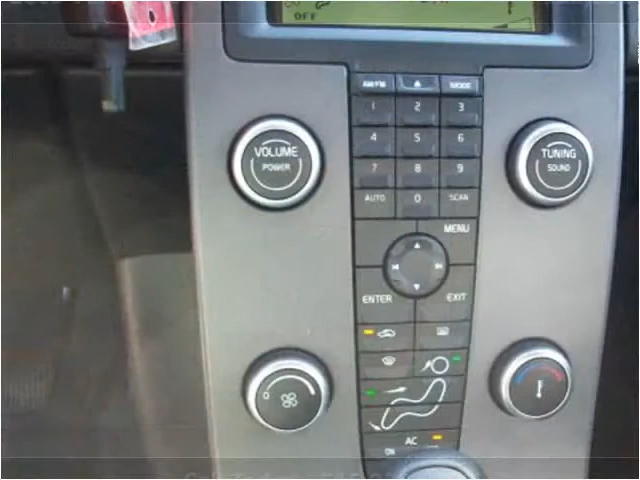 OFF
AM/FM MODE
1 2 3
4 5 6
7 8 9
AUTO 0 SCAN
VOLUME
POWER
TUNING
SOUND
MENU
ENTER EXIT
0
AC
ON